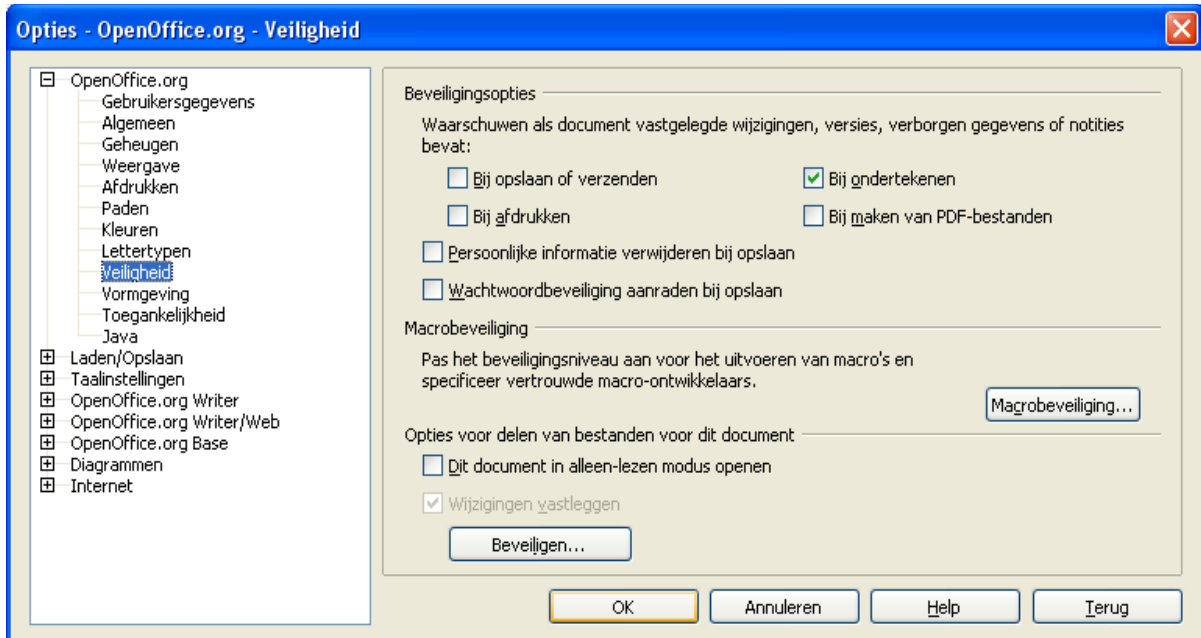 Opties - OpenOffice.org - Veiligheid
OpenOffice.org
Gebruikersgegevens
Algemeen
Geheugen
Weergave
Afdrukken
Paden
Kleuren
Lettertypen
Veiligheid
Vormgeving
Toegankelijkheid
Java
Laden/Opslaan
Taalinstellingen
OpenOffice.org Writer
OpenOffice.org Writer/Web
OpenOffice.org Base
Diagrammen
Internet
Beveiligingsopties
Waarschuwen als document vastgelegde wijzigingen, versies, verborgen gegevens of notities
bevat:
Bij opslaan of verzenden
Bij ondertekenen
Bij afdrukken
Bij maken van PDF-bestanden
Persoonlijke informatie verwijderen bij opslaan
Wachtwoordbeveiliging aanraden bij opslaan
Macrobeveiliging
Pas het beveiligingsniveau aan voor het uitvoeren van macro's en
specificeer vertrouwde macro-ontwikkelaars.
Macrobeveiliging...
Opties voor delen van bestanden voor dit document
Dit document in alleen-lezen modus openen
Wijzigingen vastleggen
Beveiligen...
OK
Annuleren
Help
Terug